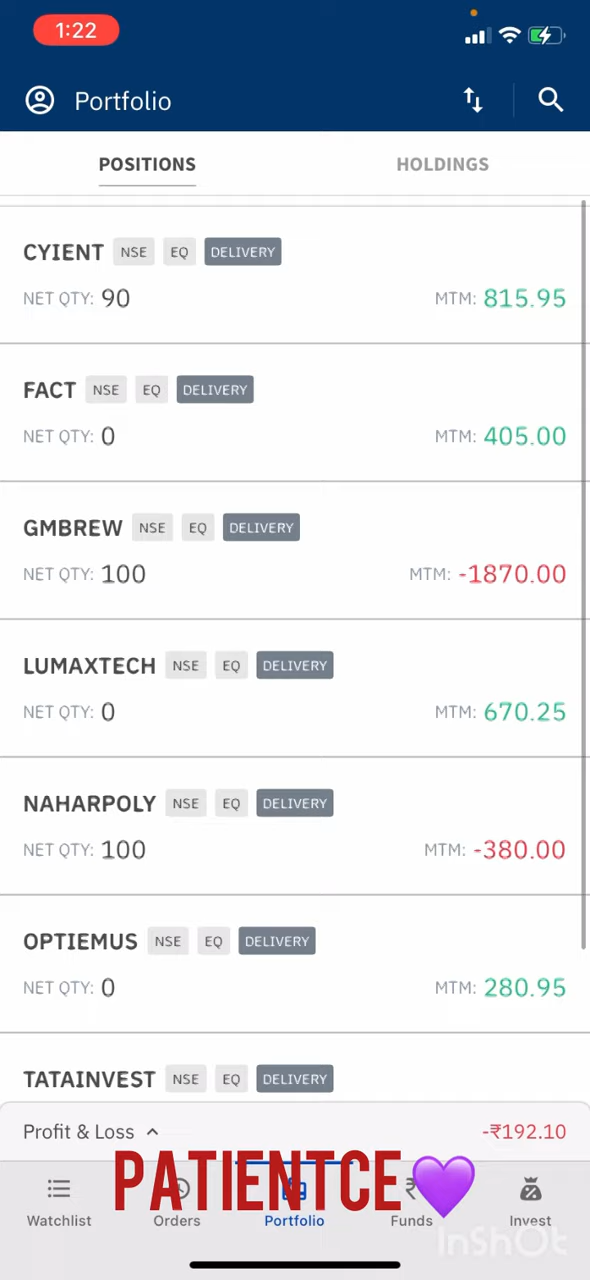 1:22
Portfolio
POSITIONS HOLDINGS
CYIENT NSE EQ DELIVERY
NET QTY: 90 MTM: 815.95
FACT NSE EQ DELIVERY
NET QTY: 0 MTM: 405.00
GMBREW NSE EQ DELIVERY
NET QTY: 100 MTM: -1870.00
LUMAXTECH NSE EQ DELIVERY
NET QTY: 0 MTM: 670.25
NAHARPOLY NSE EQ DELIVERY
NET QTY: 100 MTM: -380.00
OPTIEMUS NSE EQ DELIVERY
NET QTY: 0 MTM: 280.95
TATAINVEST NSE EQ DELIVERY
Profit & Loss -₹192.10
PATIENTCE💜
Watchlist Orders Portfolio Funds Invest
InShOt